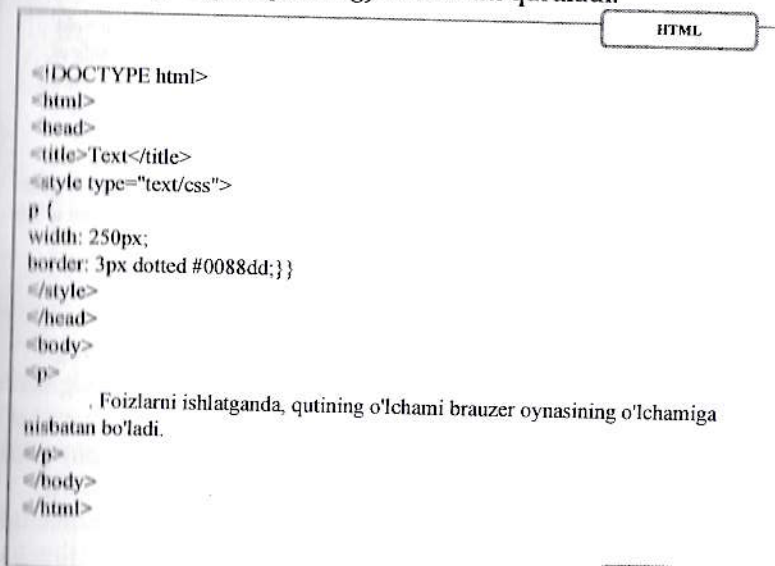 HTML
<!DOCTYPE html>
<html>
<head>
<title>Text</title>
<style type="text/css">
p {
width: 250px;
border: 3px dotted #0088dd;}}
</style>
</head>
<body>
<p>
. Foizlarni ishlatganda, qutining o'lchami brauzer oynasining o'lchamiga
nisbatan bo'ladi.
</p>
</body>
</html>